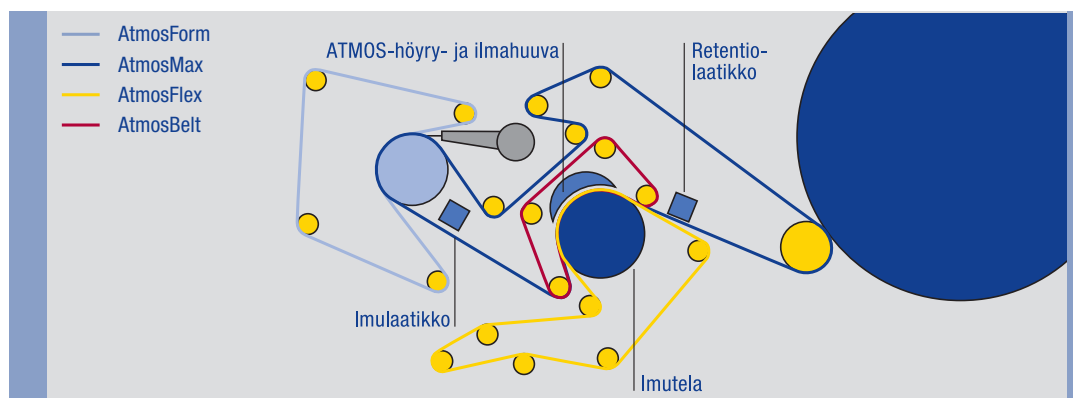 AtmosForm
AtmosMax
AtmosFlex
AtmosBelt
ATMOS-höyry- ja ilmahuuva
Retentio-
laatikko
Imulaatikko
Imutela